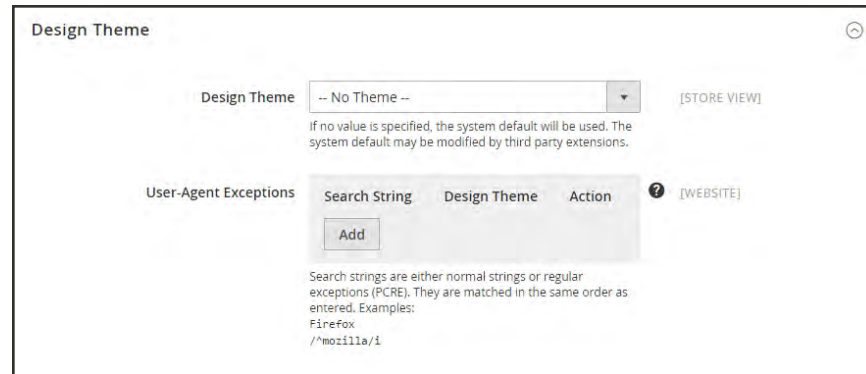 Design Theme
Design Theme
-- No Theme --
[STORE VIEW]
If no value is specified, the system default will be used. The
system default may be modified by third party extensions.
User-Agent Exceptions
Search String Design Theme Action
? [WEBSITE]
Add
Search strings are either normal strings or regular
exceptions (PCRE). They are matched in the same order as
entered. Examples:
Firefox
/^mozilla/i